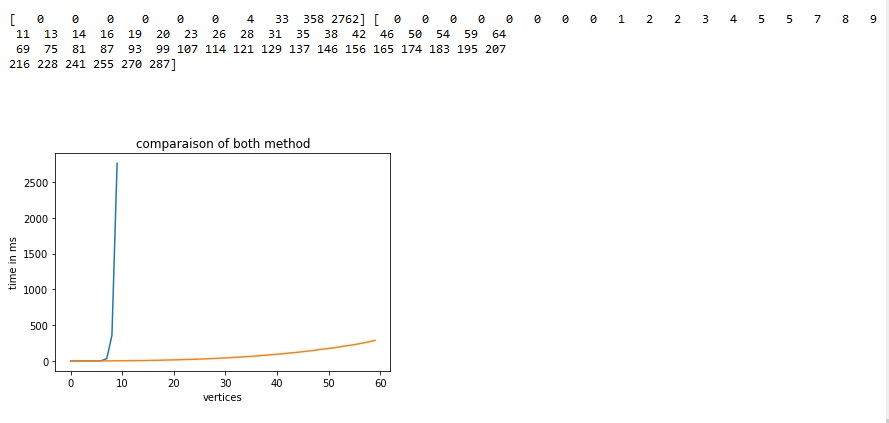 [ 0 0 0 0 0 0 4 33 358 2762] [ 0 0 0 0 0 0 0 0 1 2 2 3 4 5 5 7 8 9
11 13 14 16 19 20 23 26 28 31 35 38 42 46 50 54 59 64
69 75 81 87 93 99 107 114 121 129 137 146 156 165 174 183 195 207
216 228 241 255 270 287]
comparaison of both method
2500
2000
1500
1000
500
0
time in ms
0 10 20 30 40 50 60
vertices